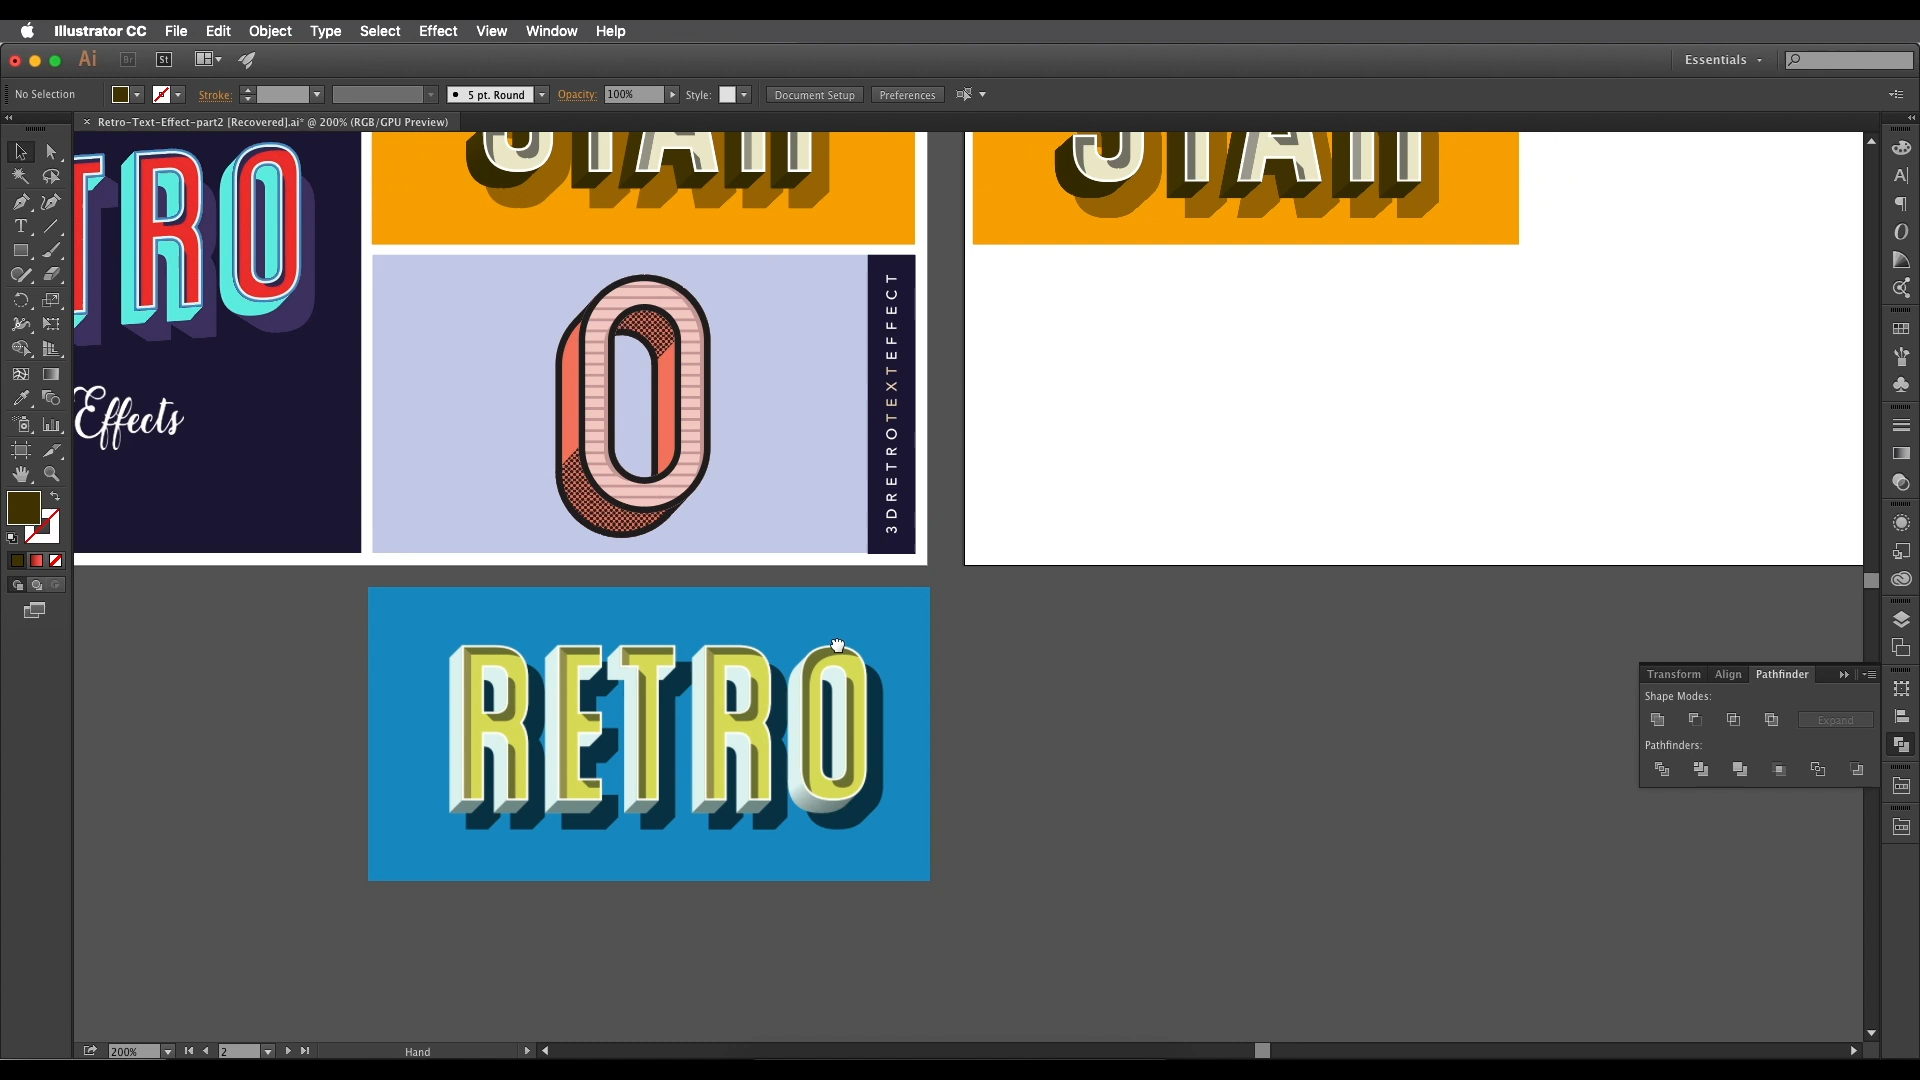 Illustrator CC File Edit Object Type Select Effect View Window Help
Ai Br St Essentials
No Selection Stroke: 5 pt. Round Opacity: 100% Style: Document Setup Preferences
× Retro-Text-Effect-part2 [Recovered].ai* @ 200% (RGB/GPU Preview)
TRO
Effects
O
3DRETROTEXTEFFECT
RETRO
Transform Align Pathfinder
Shape Modes:
Expand
Pathfinders:
200% 2 Hand